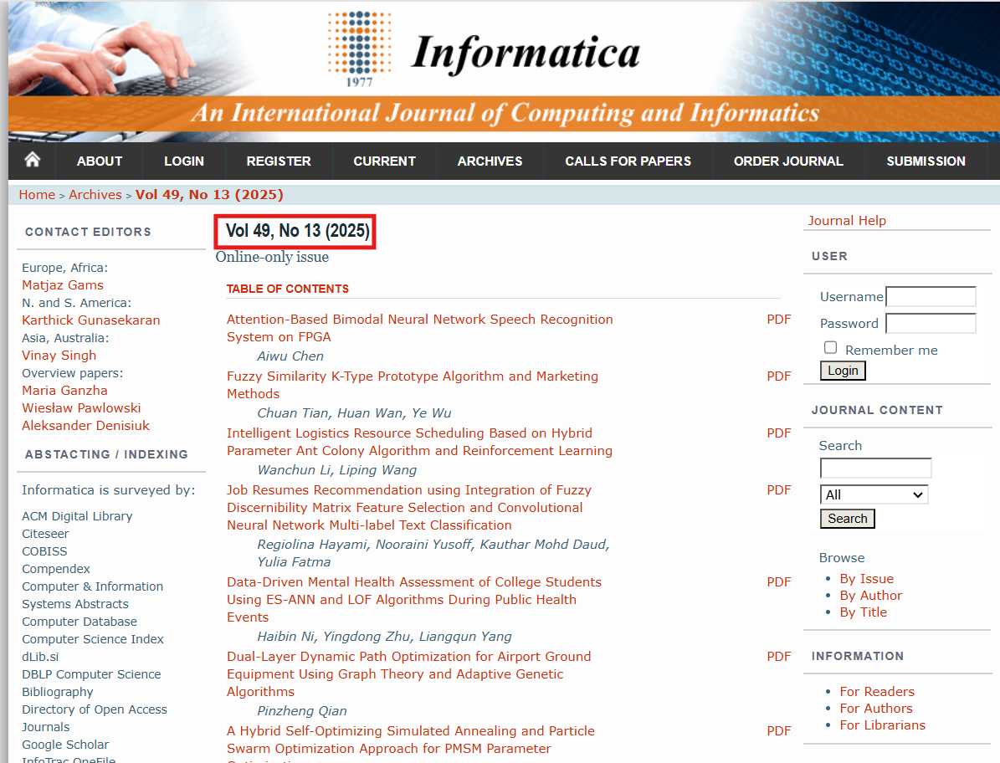 1977
Informatica
An International Journal of Computing and Informatics
ABOUT LOGIN REGISTER CURRENT ARCHIVES CALLS FOR PAPERS ORDER JOURNAL SUBMISSION
Home > Archives > Vol 49, No 13 (2025)
CONTACT EDITORS
Europe, Africa:
Matjaz Gams
N. and S. America:
Karthick Gunasekaran
Asia, Australia:
Vinay Singh
Overview papers:
Maria Ganzha
Wiesław Pawlowski
Aleksander Denisiuk
ABSTACTING / INDEXING
Informatica is surveyed by:
ACM Digital Library
Citeseer
COBISS
Compendex
Computer & Information
Systems Abstracts
Computer Database
Computer Science Index
dLib.si
DBLP Computer Science
Bibliography
Directory of Open Access
Journals
Google Scholar
InfoTrac OneFile
Vol 49, No 13 (2025)
Online-only issue
TABLE OF CONTENTS
Attention-Based Bimodal Neural Network Speech Recognition PDF
System on FPGA
Aiwu Chen
Fuzzy Similarity K-Type Prototype Algorithm and Marketing PDF
Methods
Chuan Tian, Huan Wan, Ye Wu
Intelligent Logistics Resource Scheduling Based on Hybrid PDF
Parameter Ant Colony Algorithm and Reinforcement Learning
Wanchun Li, Liping Wang
Job Resumes Recommendation using Integration of Fuzzy PDF
Discernibility Matrix Feature Selection and Convolutional
Neural Network Multi-label Text Classification
Regiolina Hayami, Nooraini Yusoff, Kauthar Mohd Daud,
Yulia Fatma
Data-Driven Mental Health Assessment of College Students PDF
Using ES-ANN and LOF Algorithms During Public Health
Events
Haibin Ni, Yingdong Zhu, Liangqun Yang
Dual-Layer Dynamic Path Optimization for Airport Ground PDF
Equipment Using Graph Theory and Adaptive Genetic
Algorithms
Pinzheng Qian
A Hybrid Self-Optimizing Simulated Annealing and Particle PDF
Swarm Optimization Approach for PMSM Parameter
Journal Help
USER
Username
Password
Remember me
Login
JOURNAL CONTENT
Search
All
Search
Browse
• By Issue
• By Author
• By Title
INFORMATION
• For Readers
• For Authors
• For Librarians